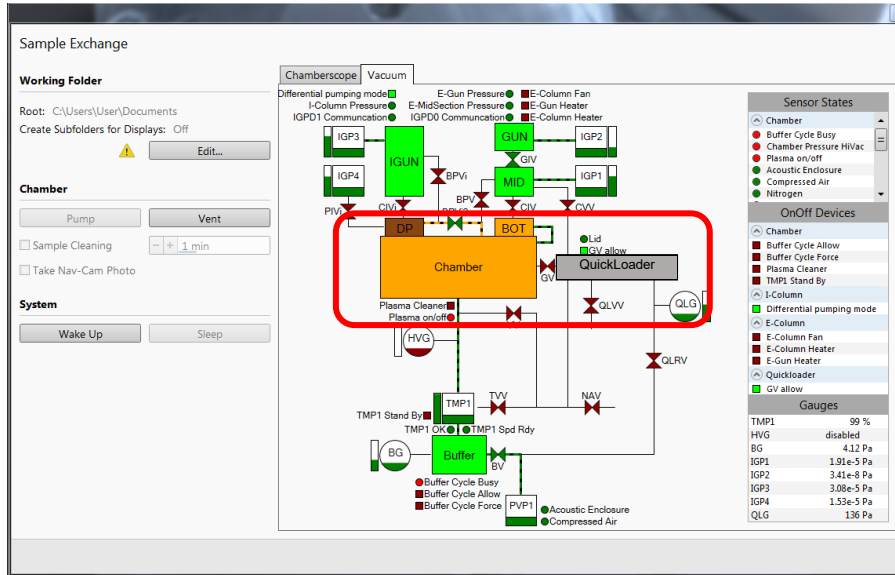 Sample Exchange
Working Folder
Root: C:\Users\User\Documents
Create Subfolders for Displays: Off
Edit...
Chamber
Pump
Vent
Sample Cleaning
- + 1 min
Take Nav-Cam Photo
System
Wake Up
Sleep
Chamberscope
Vacuum
Differential pumping mode
E-Gun Pressure
E-Column Fan
I-Column Pressure
E-MidSection Pressure
E-Gun Heater
IGPD1 Communcation
IGPD0 Communcation
E-Column Heater
IGP3
IGUN
GUN
IGP2
GIV
IGP4
BPVi
MID
IGP1
BPV
PIVi
CIVi
CIV
CVV
DP
BOT
Lid
GV allow
Chamber
GV
QuickLoader
Plasma Cleaner
Plasma on/off
QLVV
QLG
HVG
QLRV
TMP1
TVV
NAV
TMP1 Stand By
TMP1 OK
TMP1 Spd Rdy
BG
Buffer
BV
Buffer Cycle Busy
Buffer Cycle Allow
Buffer Cycle Force
PVP1
Acoustic Enclosure
Compressed Air
Sensor States
Chamber
Buffer Cycle Busy
Chamber Pressure HiVac
Plasma on/off
Acoustic Enclosure
Compressed Air
Nitrogen
OnOff Devices
Chamber
Buffer Cycle Allow
Buffer Cycle Force
Plasma Cleaner
TMP1 Stand By
I-Column
Differential pumping mode
E-Column
E-Column Fan
E-Column Heater
E-Gun Heater
Quickloader
GV allow
Gauges
TMP1 99 %
HVG disabled
BG 4.12 Pa
IGP1 1.91e-5 Pa
IGP2 3.41e-8 Pa
IGP3 3.08e-5 Pa
IGP4 1.53e-5 Pa
QLG 136 Pa